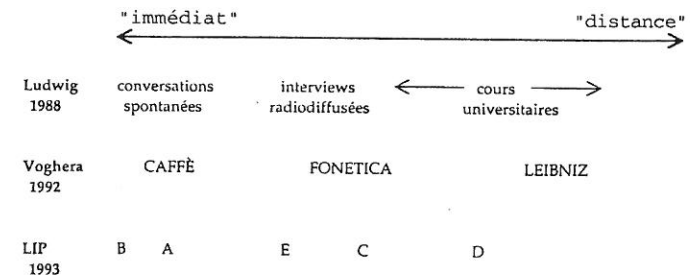 "immédiat" "distance"
Ludwig conversations interviews cours
1988 spontanées radiodiffusées universitaires
Voghera CAFFÈ FONETICA LEIBNIZ
1992
LIP B A E C D
1993